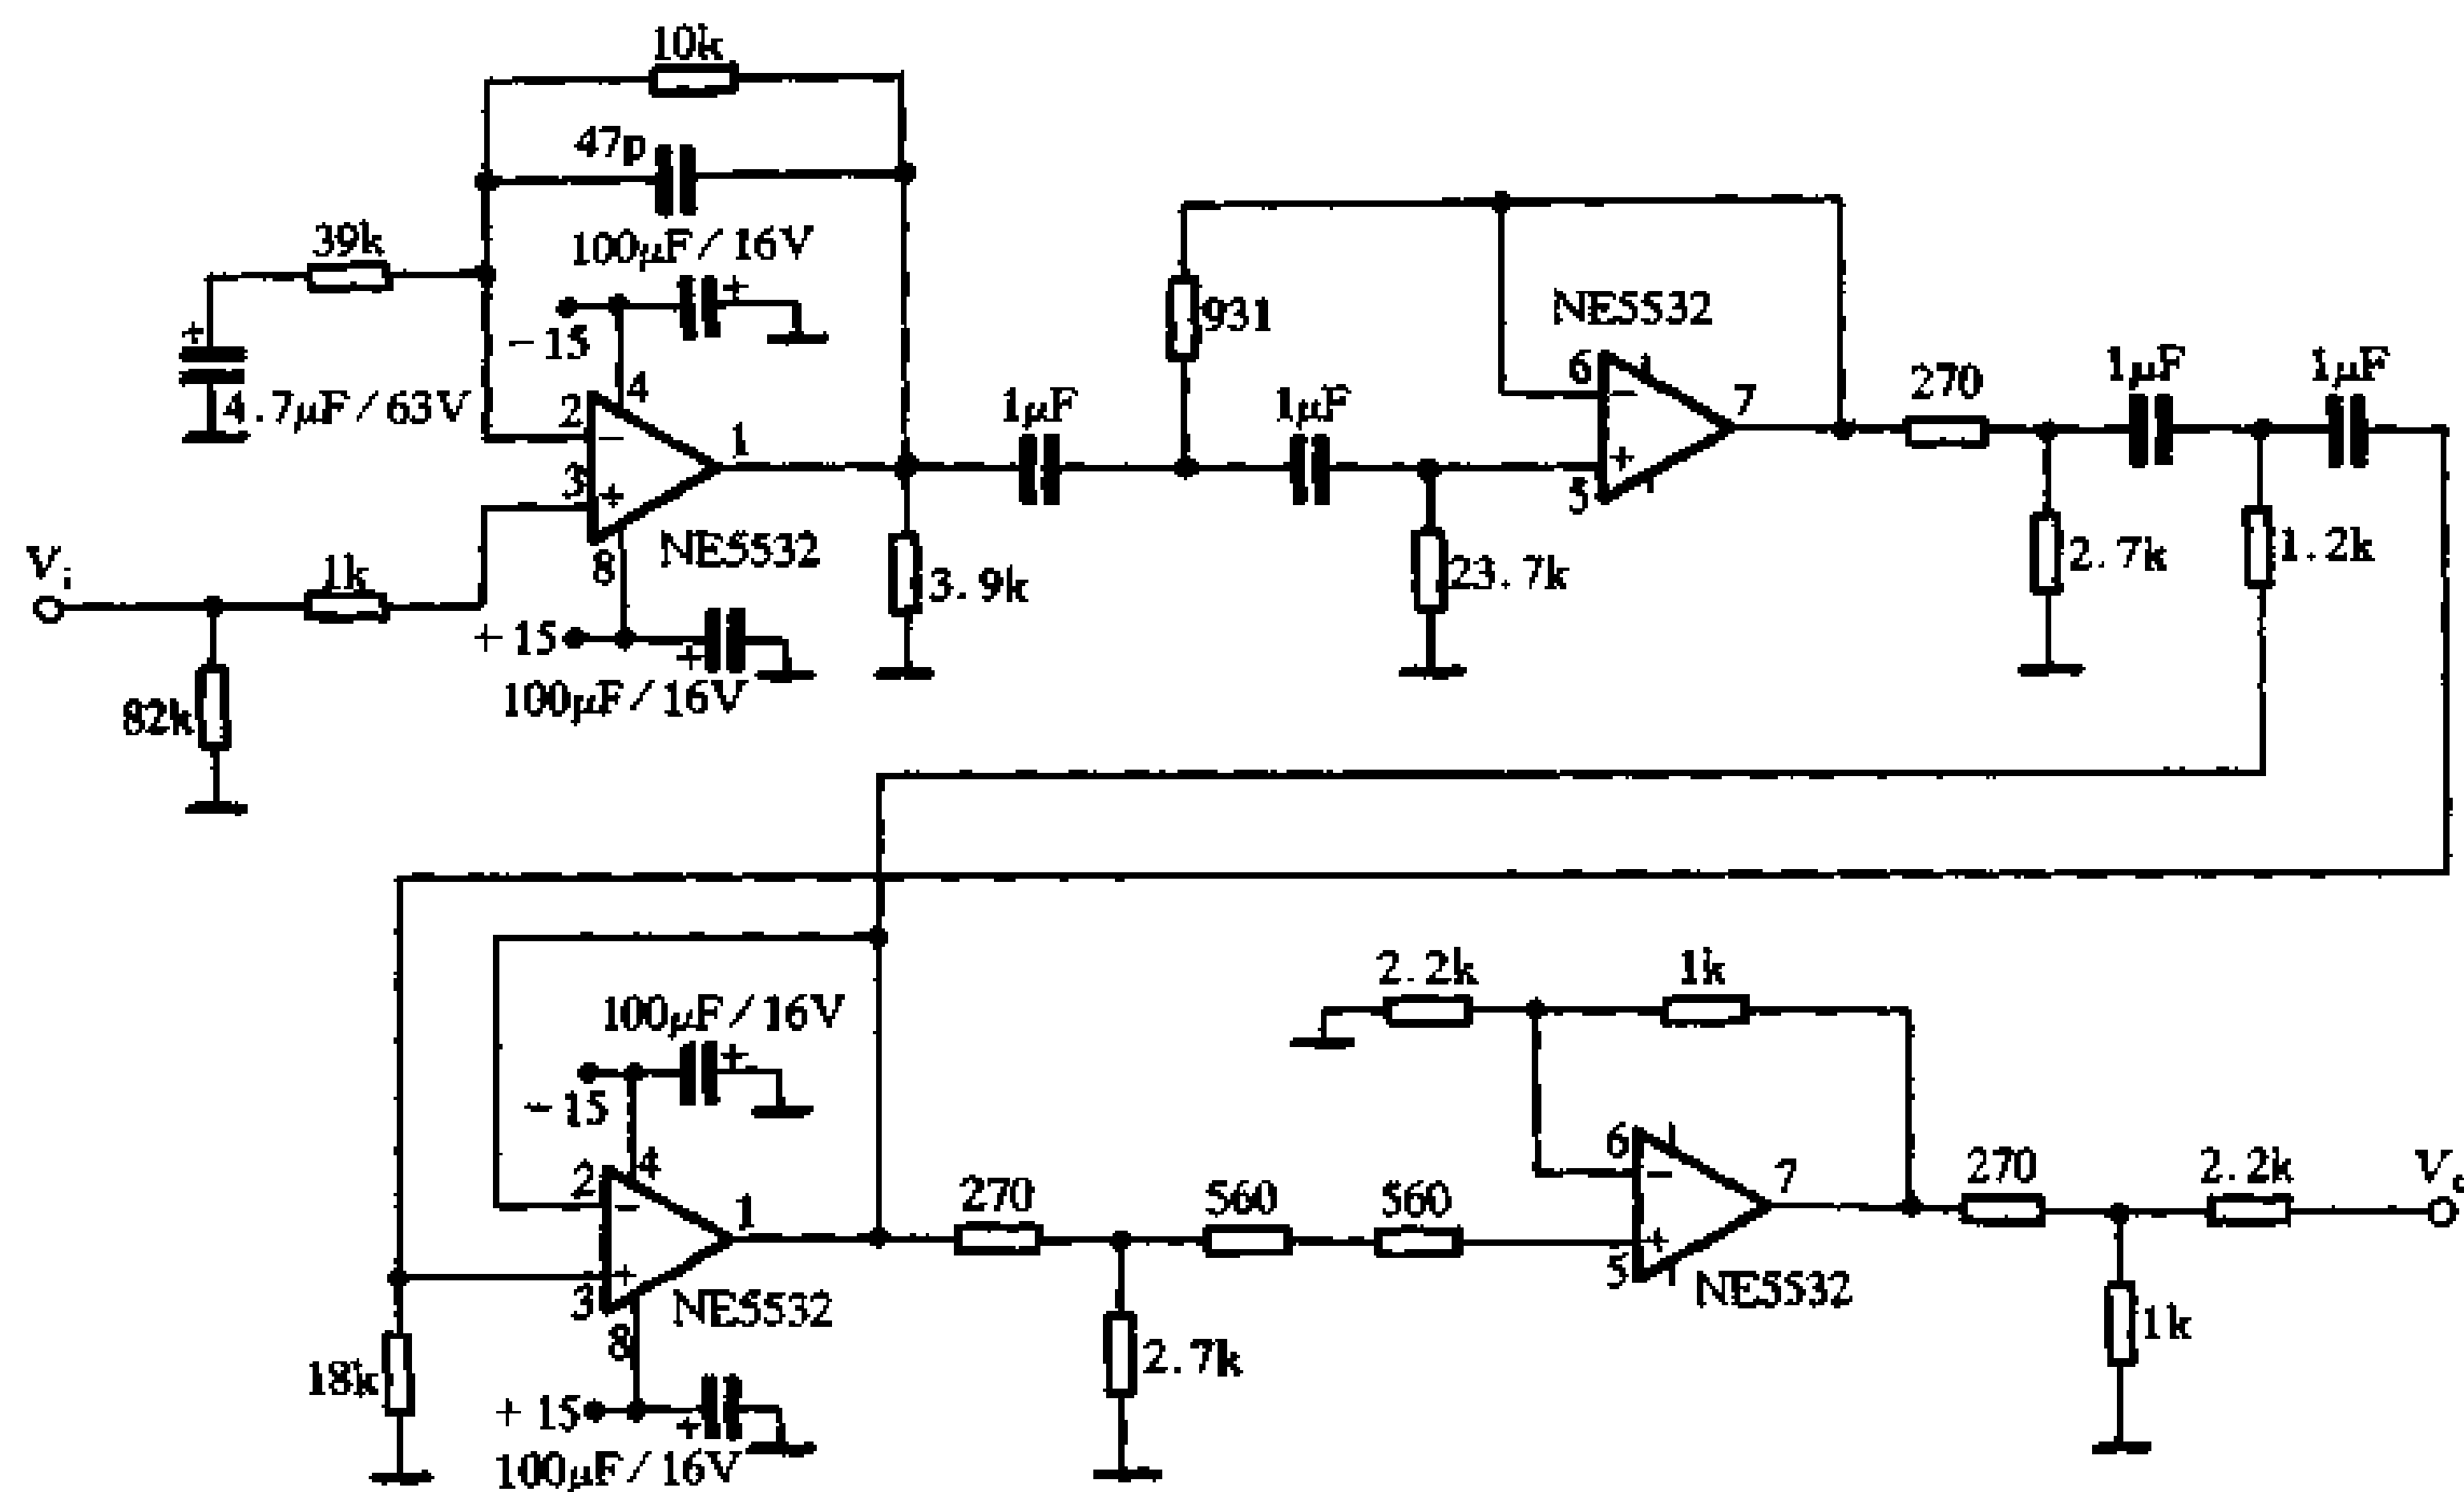 10k
47p
39k
100μF/16V
-15
4
4.7μF/63V
2
-
1
3
+
8
NE5532
Vi
1k
+15
100μF/16V
82k
3.9k
1μF
1μF
931
NE5532
6
-
7
+
5
23.7k
270
1μF
1μF
2.7k
1.2k
100μF/16V
-15
4
2
-
1
+
3
8
NE5532
18k
+15
100μF/16V
270
560
560
2.7k
2.2k
1k
6
-
7
+
5
NE5532
270
2.2k
1k